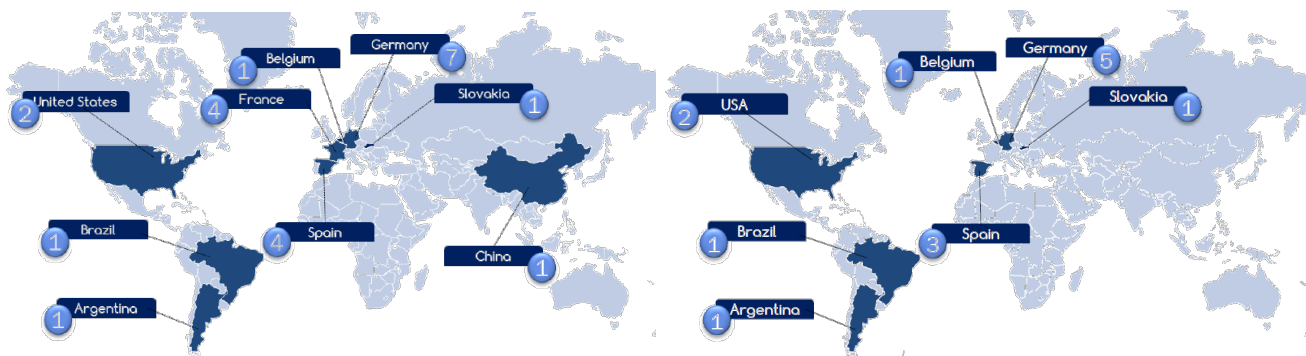 Germany
7
Belgium
1
United States
2
France
4
Slovakia
1
Brazil
1
Spain
4
China
1
Argentina
1
Germany
5
Belgium
1
USA
2
Slovakia
1
Brazil
1
Spain
3
Argentina
1